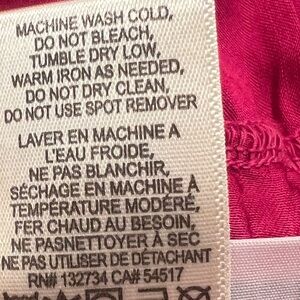 MACHINE WASH COLD,
DO NOT BLEACH,
TUMBLE DRY LOW,
WARM IRON AS NEEDED,
DO NOT DRY CLEAN,
DO NOT USE SPOT REMOVER
LAVER EN MACHINE A
L'EAU FROIDE,
NE PAS BLANCHIR,
SÉCHAGE EN MACHINE A
TEMPÉRATURE MODÉRÉ,
FER CHAUD AU BESOIN,
NE PASNETTOYER À SEC
NE PAS UTILISER DE DÉTACHANT
RN# 132734 CA# 54517